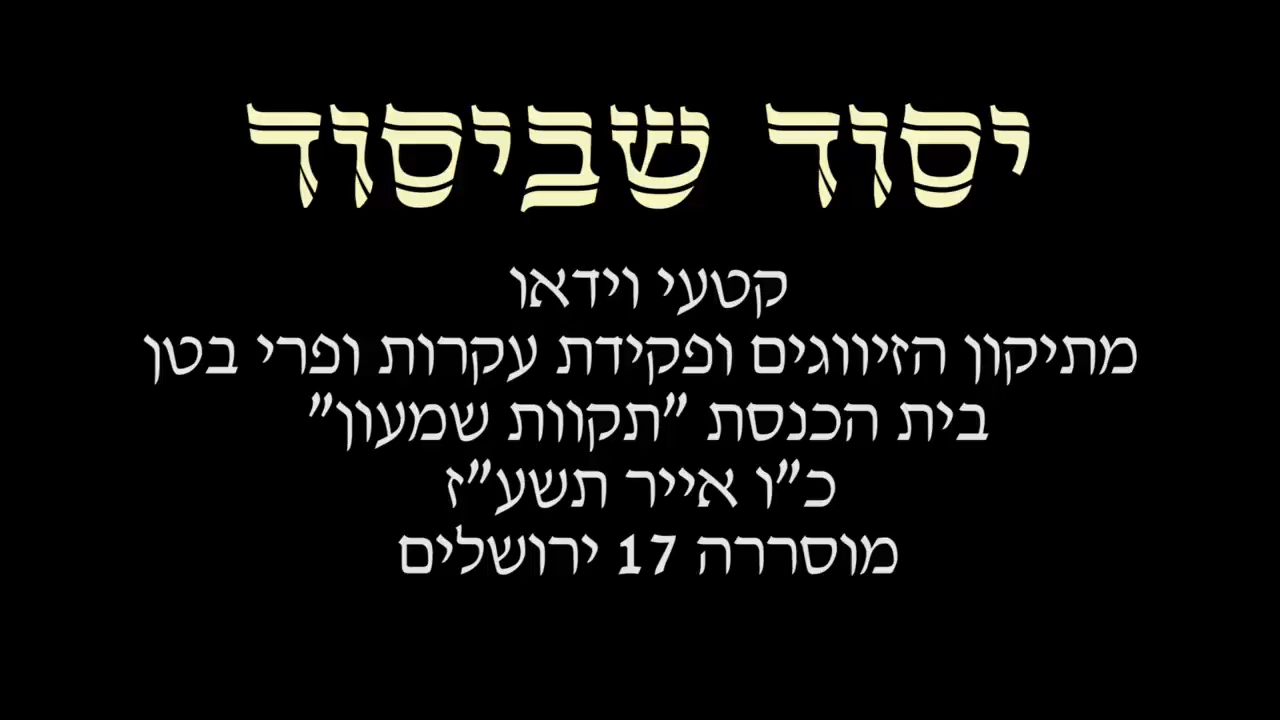 יסוד שביסוד
קטעי וידאו
מתיקון הזיווגים ופקידת עקרות ופרי בטן
בית הכנסת "תקוות שמעון"
כ"ו אייר תשע"ז
מוסררה 17 ירושלים